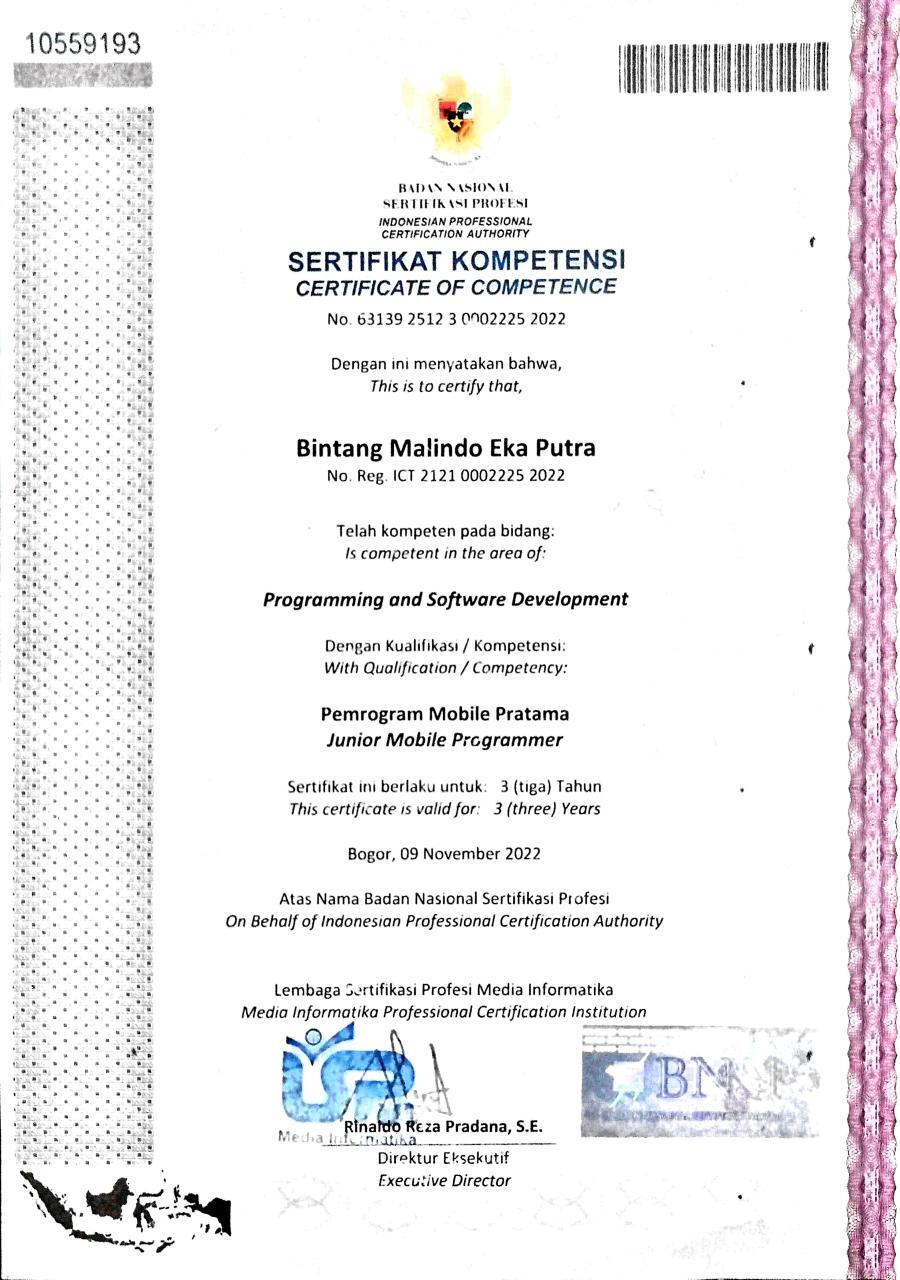 10559193
BADAN NASIONAL
SERTIFIKASI PROFESI
INDONESIAN PROFESSIONAL
CERTIFICATION AUTHORITY
SERTIFIKAT KOMPETENSI
CERTIFICATE OF COMPETENCE
No. 63139 2512 3 0002225 2022
Dengan ini menyatakan bahwa,
This is to certify that,
Bintang Malindo Eka Putra
No. Reg. ICT 2121 0002225 2022
Telah kompeten pada bidang:
Is competent in the area of:
Programming and Software Development
Dengan Kualifikasi / Kompetensi:
With Qualification / Competency:
Pemrogram Mobile Pratama
Junior Mobile Programmer
Sertifikat ini berlaku untuk: 3 (tiga) Tahun
This certificate is valid for: 3 (three) Years
Bogor, 09 November 2022
Atas Nama Badan Nasional Sertifikasi Profesi
On Behalf of Indonesian Professional Certification Authority
Lembaga Sertifikasi Profesi Media Informatika
Media Informatika Professional Certification Institution
Rinaldo Reza Pradana, S.E.
Media Informatika
Direktur Eksekutif
Executive Director